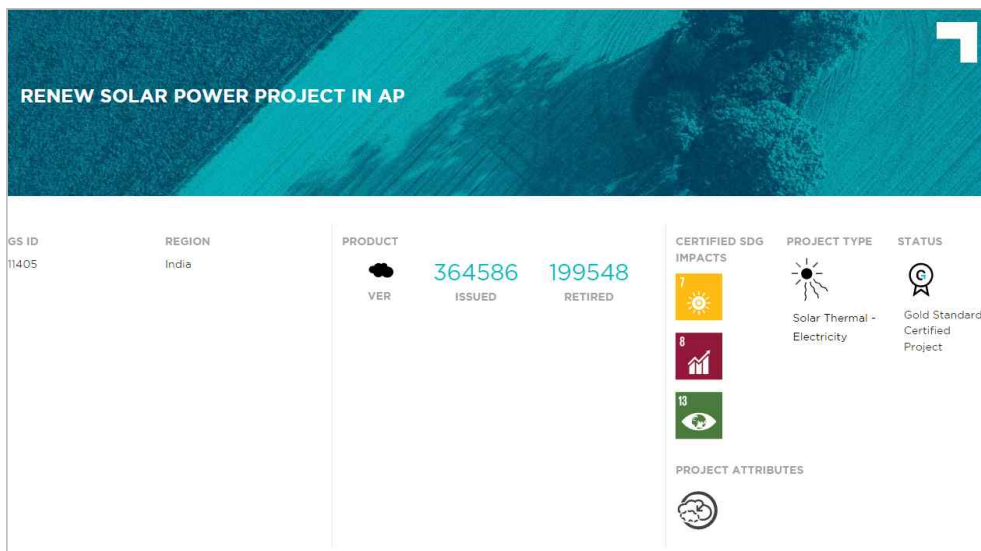 RENEW SOLAR POWER PROJECT IN AP
GS ID
11405
REGION
India
PRODUCT
VER
364586
ISSUED
199548
RETIRED
CERTIFIED SDG
IMPACTS
7
8
13
PROJECT TYPE
Solar Thermal -
Electricity
STATUS
G
Gold Standard
Certified
Project
PROJECT ATTRIBUTES